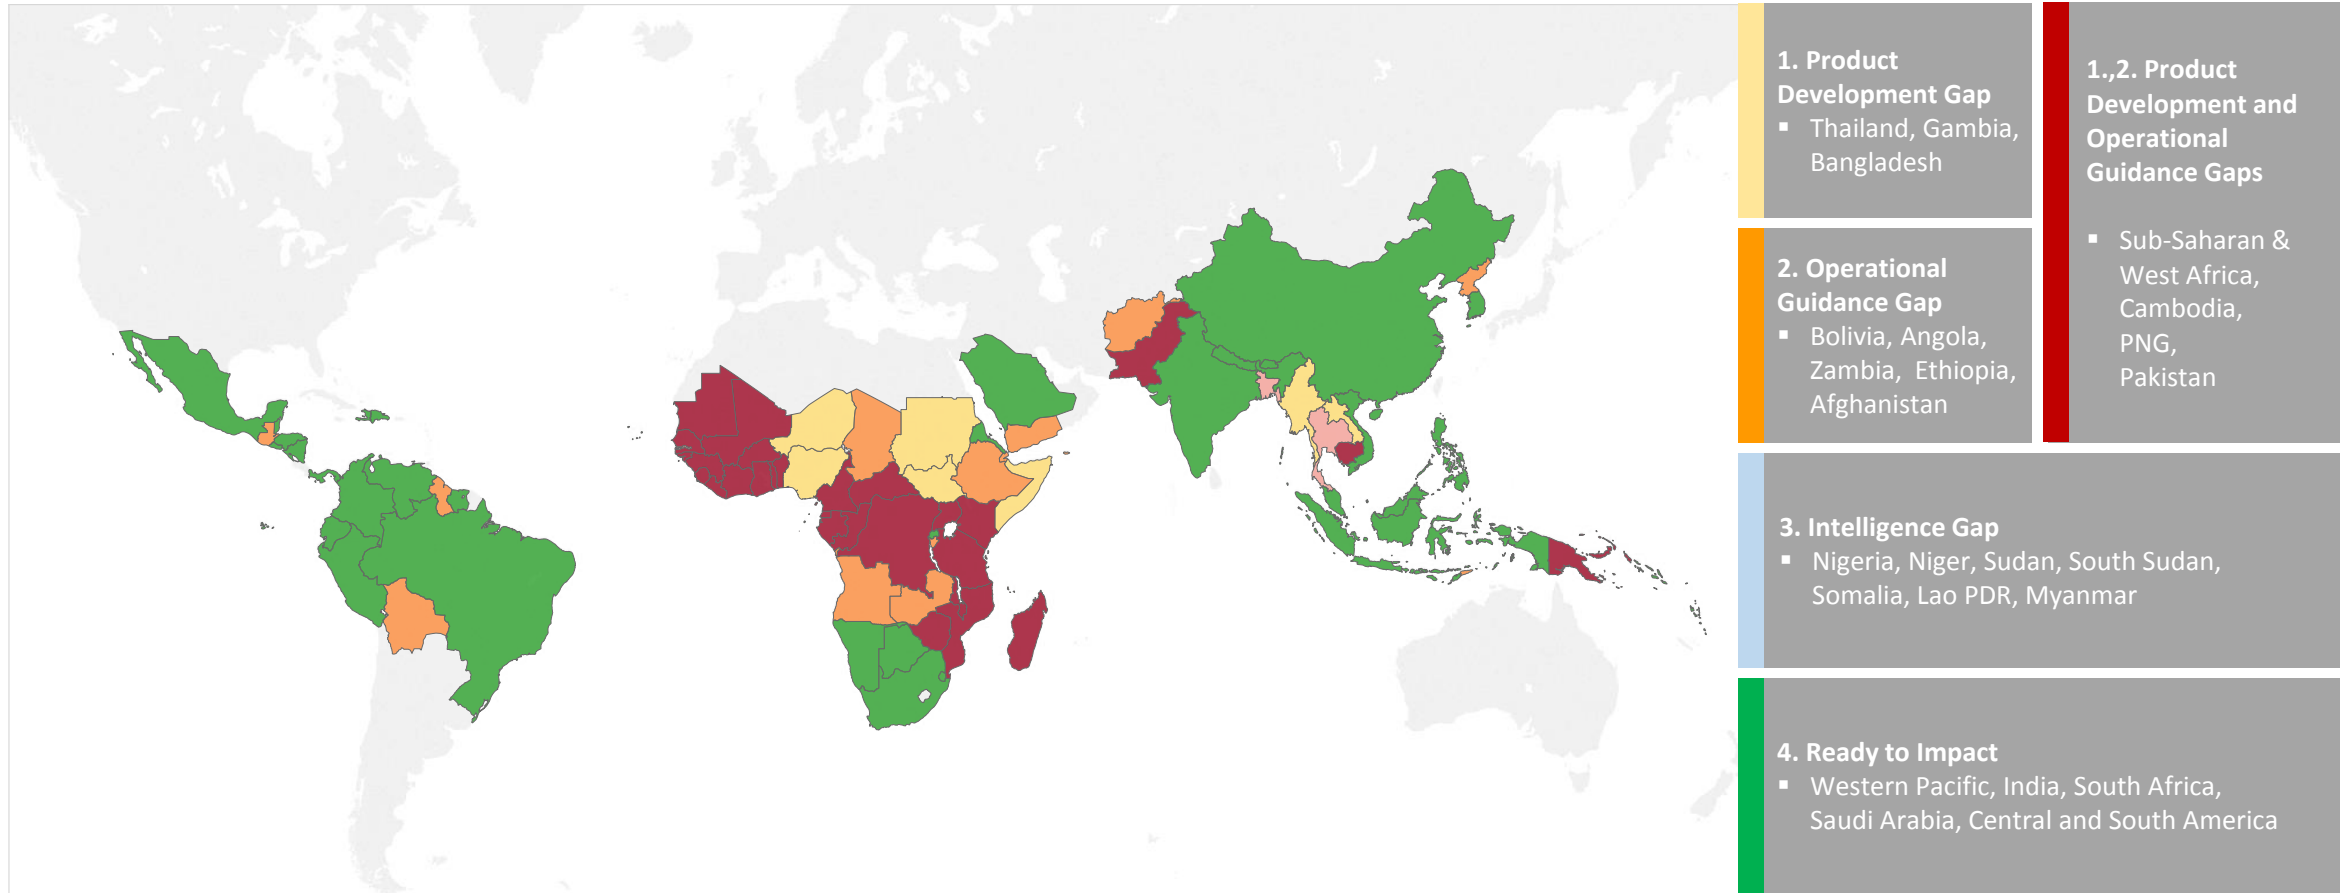 1. Product
Development Gap
▪ Thailand, Gambia,
Bangladesh
2. Operational
Guidance Gap
▪ Bolivia, Angola,
Zambia, Ethiopia,
Afghanistan
1.,2. Product
Development and
Operational
Guidance Gaps
▪ Sub-Saharan &
West Africa,
Cambodia,
PNG,
Pakistan
3. Intelligence Gap
▪ Nigeria, Niger, Sudan, South Sudan,
Somalia, Lao PDR, Myanmar
4. Ready to Impact
▪ Western Pacific, India, South Africa,
Saudi Arabia, Central and South America